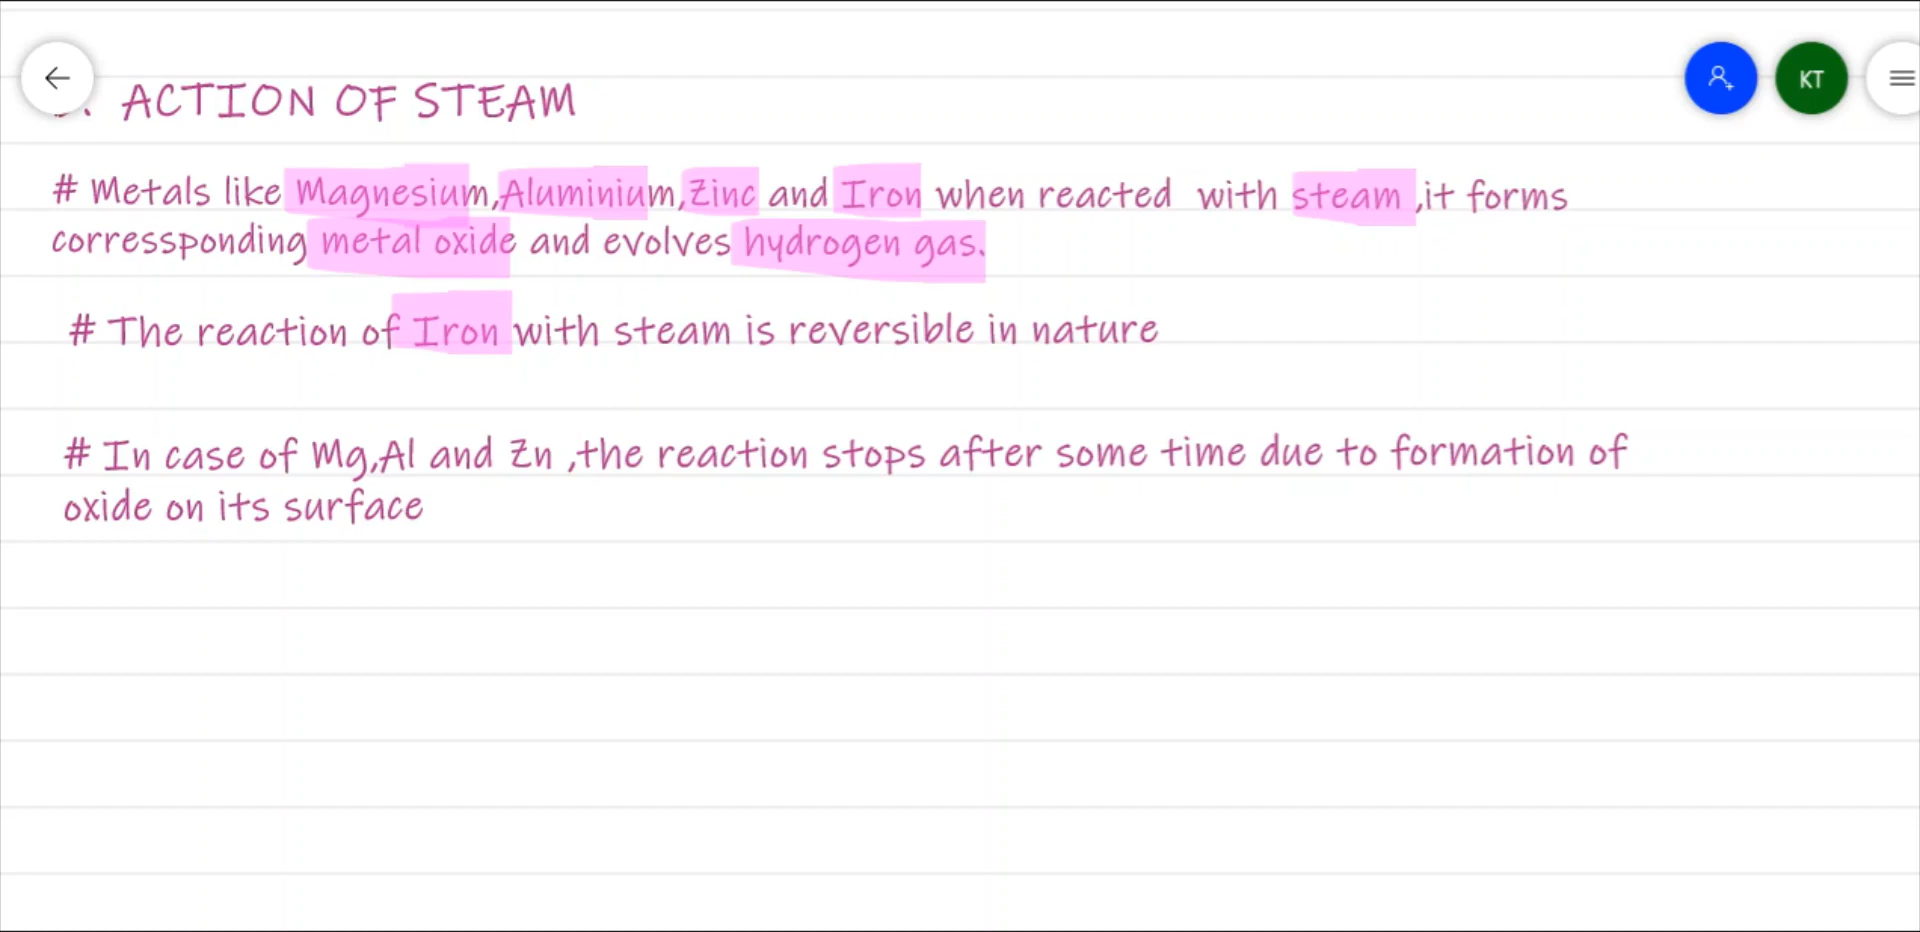 ACTION OF STEAM
KT
# Metals like Magnesium,Aluminium,Zinc and Iron when reacted with steam ,it forms
corressponding metal oxide and evolves hydrogen gas.
# The reaction of Iron with steam is reversible in nature
# In case of Mg,Al and Zn ,the reaction stops after some time due to formation of
oxide on its surface